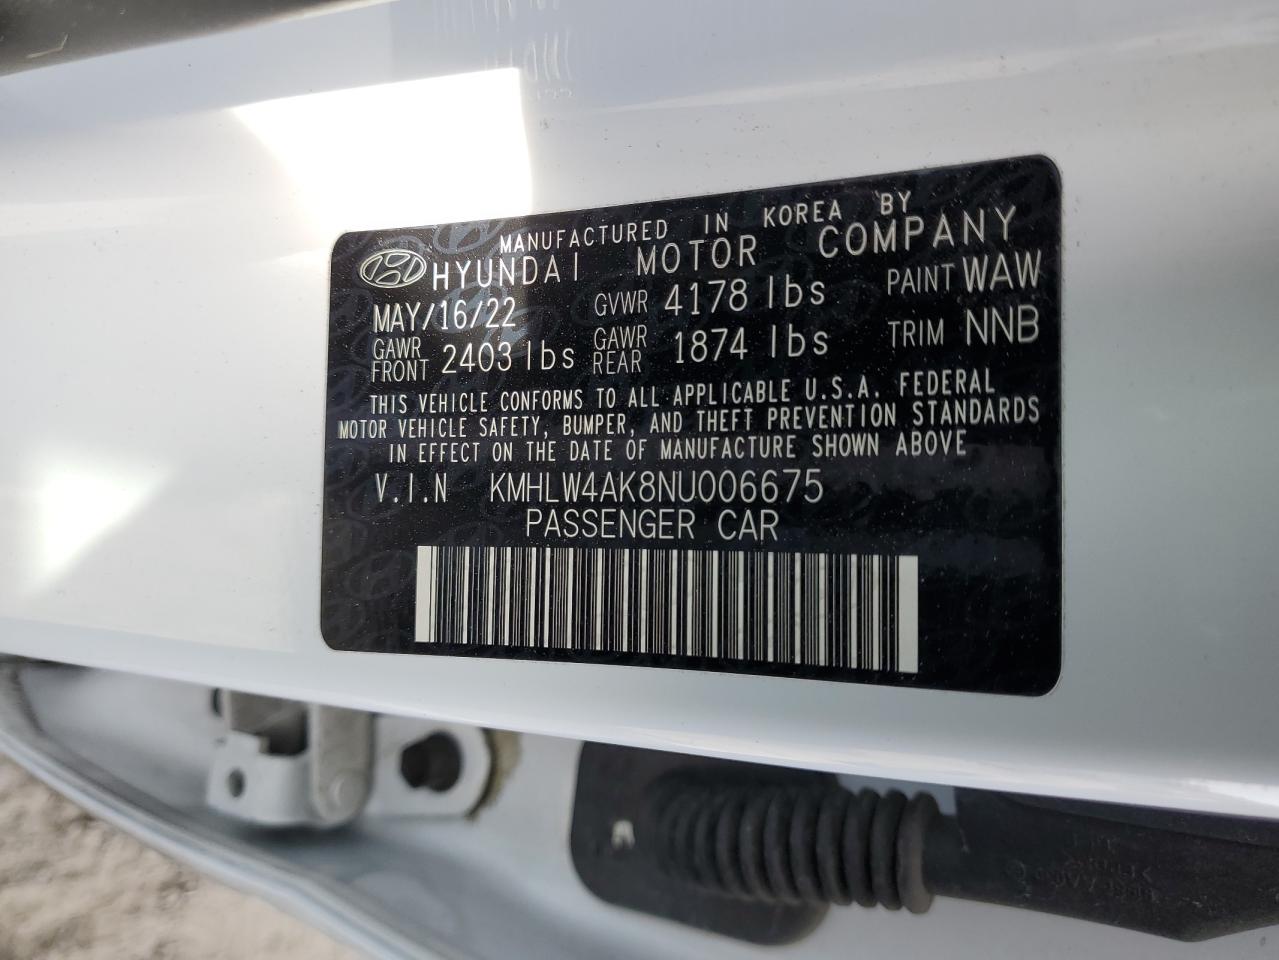 MANUFACTURED IN KOREA BY
HYUNDAI MOTOR COMPANY
MAY/16/22 GVWR 4178 lbs PAINT WAW
GAWR FRONT 2403 lbs GAWR REAR 1874 lbs TRIM NNB
THIS VEHICLE CONFORMS TO ALL APPLICABLE U.S.A. FEDERAL
MOTOR VEHICLE SAFETY, BUMPER, AND THEFT PREVENTION STANDARDS
IN EFFECT ON THE DATE OF MANUFACTURE SHOWN ABOVE
V.I.N KMHLW4AK8NU006675
PASSENGER CAR